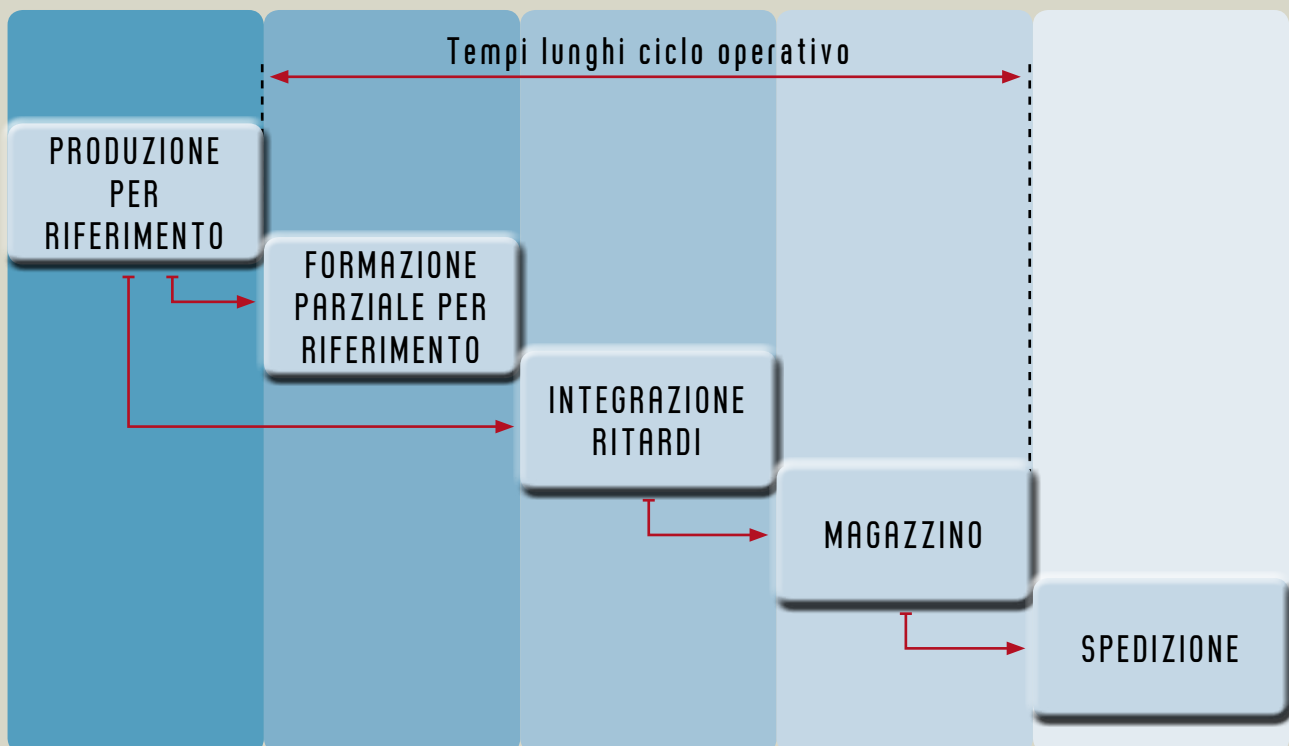 Tempi lunghi ciclo operativo
PRODUZIONE
PER
RIFERIMENTO
FORMAZIONE
PARZIALE PER
RIFERIMENTO
INTEGRAZIONE
RITARDI
MAGAZZINO
SPEDIZIONE